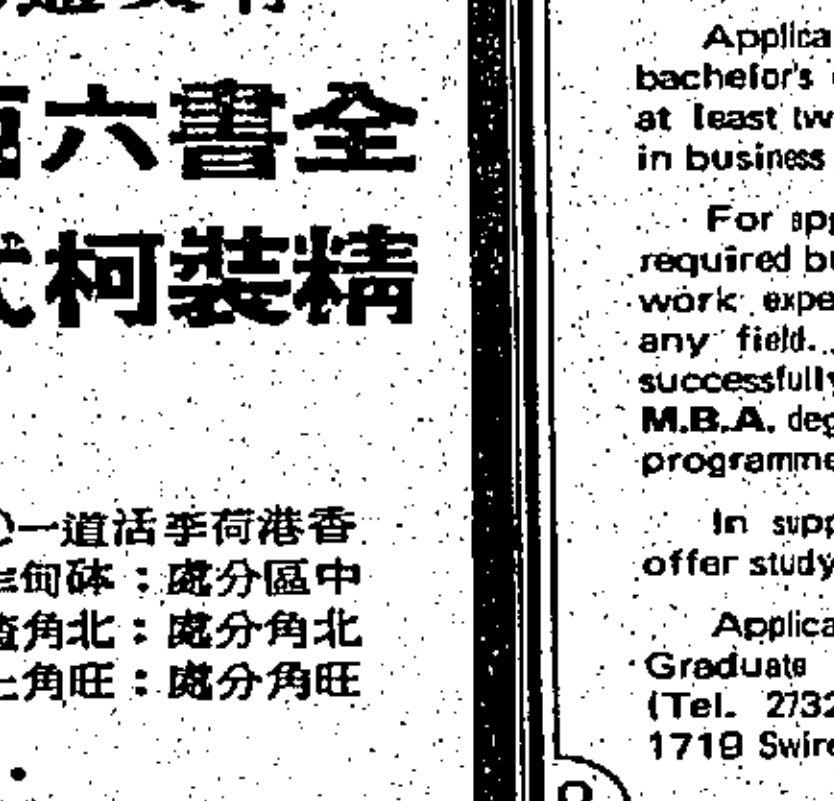 全書六
精裝柯
香港荷李活道一
中區分處：砵甸
北角分處：北角
旺角分處：旺角
Applica
bachelor's
at least tw
in business
For app
required bu
work expe
any field.
successfully
M.B.A. deg
programme
In supp
offer study
Applica
Graduate
(Tel. 2732
1719 Swire